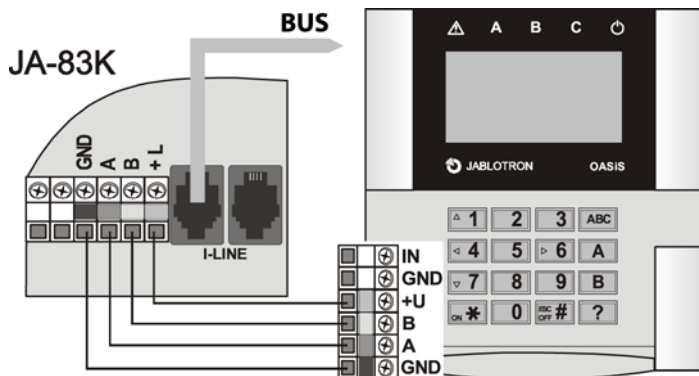 BUS
JA-83K
GND
A
B
+ L
I-LINE
A B C
JABLOTRON OASiS
1 2 3 ABC
4 5 6 A
7 8 9 B
ON * 0 ESC OFF # ?
IN
GND
+U
B
A
GND